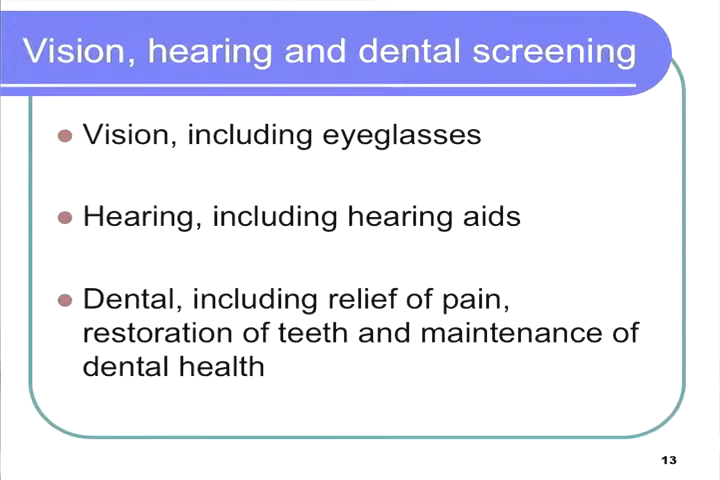 Vision, hearing and dental screening
Vision, including eyeglasses
Hearing, including hearing aids
Dental, including relief of pain,
restoration of teeth and maintenance of
dental health
13